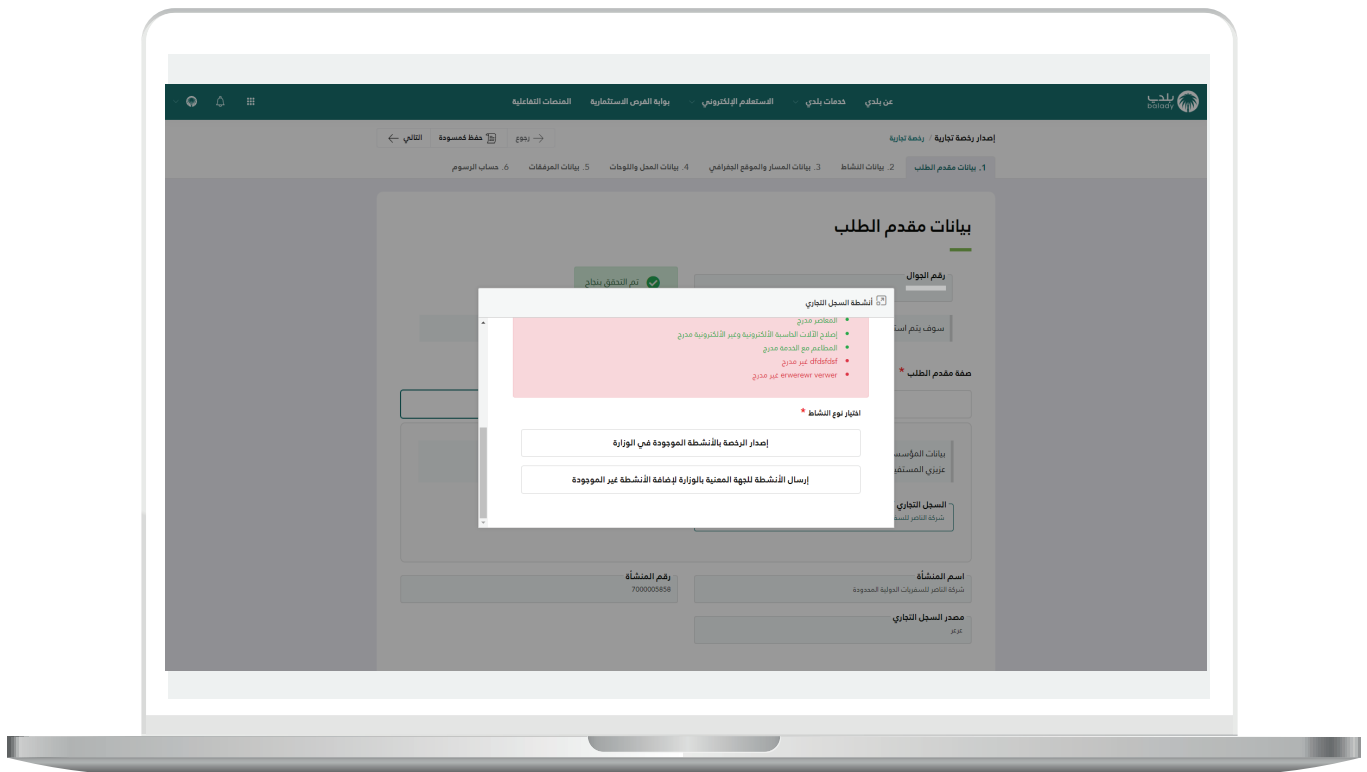 بلدي
balady
عن بلدي
خدمات بلدي
الاستعلام الإلكتروني
بوابة الفرص الاستثمارية
المنصات التفاعلية
إصدار رخصة تجارية / رخصة تجارية
رجوع
حفظ كمسودة
التالي
1. بيانات مقدم الطلب
2. بيانات النشاط
3. بيانات المسار والموقع الجغرافي
4. بيانات المحل واللوحات
5. بيانات المرفقات
6. حساب الرسوم
بيانات مقدم الطلب
رقم الجوال
تم التحقق بنجاح
سوف يتم
صفة مقدم الطلب *
أنشطة السجل التجاري
المعاصر مدرج
إصلاح الآلات الحاسبة الألكترونية وغير الألكترونية مدرج
المطاعم مع الخدمة مدرج
dfdsfdsf غير مدرج
erwerewr verwer غير مدرج
اختيار نوع النشاط *
إصدار الرخصة بالأنشطة الموجودة في الوزارة
إرسال الأنشطة للجهة المعنية بالوزارة لإضافة الأنشطة غير الموجودة
بيانات
عزيزي
السجل التجاري
شركة الناصر
اسم المنشأة
شركة الناصر للسفريات الدولية المحدودة
رقم المنشأة
7000005858
مصدر السجل التجاري
عرعر